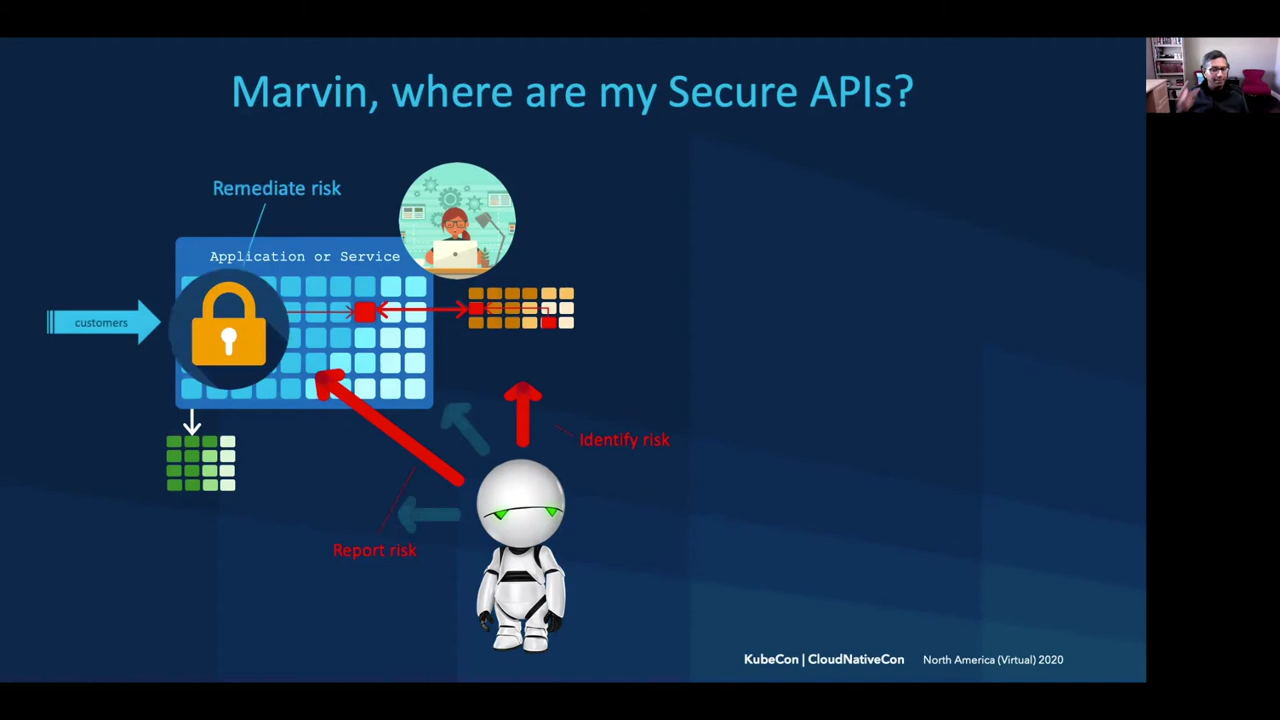 Marvin, where are my Secure APIs?
Remediate risk
Application or Service
customers
Identify risk
Report risk
KubeCon | CloudNativeCon North America (Virtual) 2020